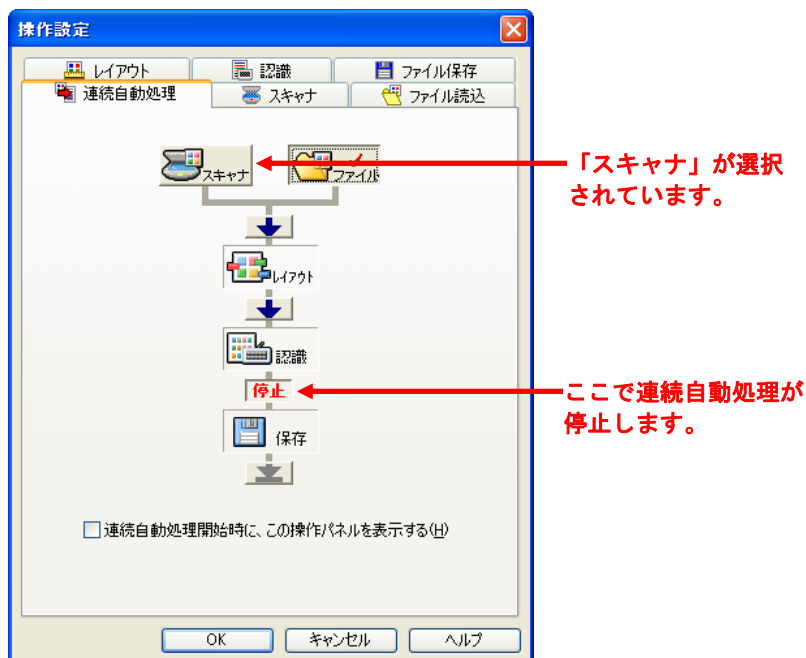 操作設定
レイアウト 認識 ファイル保存
連続自動処理 スキャナ ファイル読込
スキャナ ファイル
「スキャナ」が選択
されています。
レイアウト
認識
停止
ここで連続自動処理が
停止します。
保存
連続自動処理開始時に、この操作パネルを表示する(H)
OK キャンセル ヘルプ